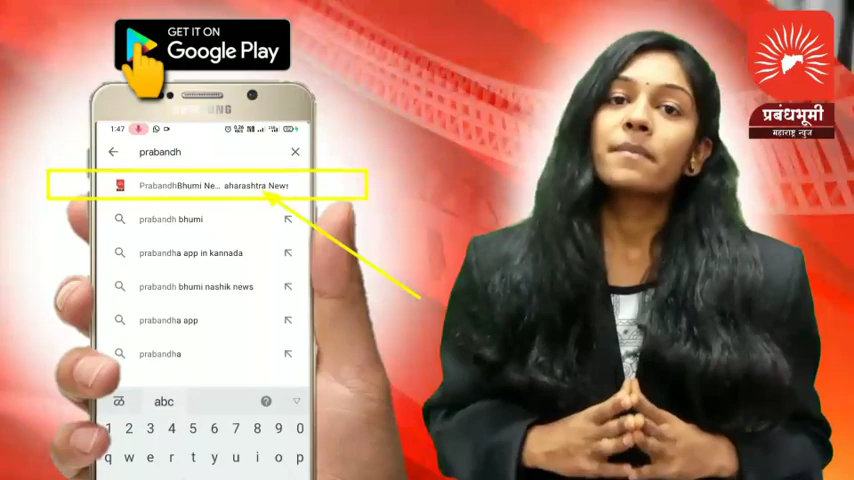 GET IT ON
Google Play
SAMSUNG
1:47
prabandh
PrabandhBhumi Ne... aharashtra News
prabandh bhumi
prabandha app in kannada
prabandh bhumi nashik news
prabandha app
prabandha
abc
1 2 3 4 5 6 7 8 9 0
q w e r t y u i o p
प्रबंधभूमी
महाराष्ट्र न्युज